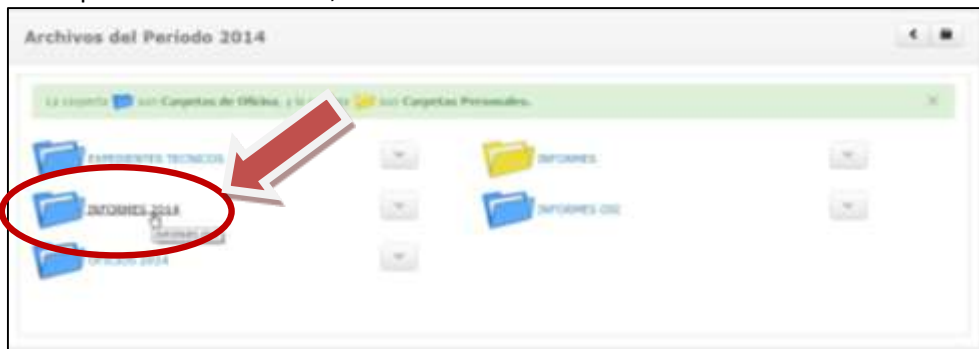 Archivos del Período 2014
La carpeta son Carpetas de Oficina, y la son Carpetas Personales.
EXPEDIENTES TECNICOS
INFORMES
INFORMES 2014
INFORMES OSI
OFICIOS 2014